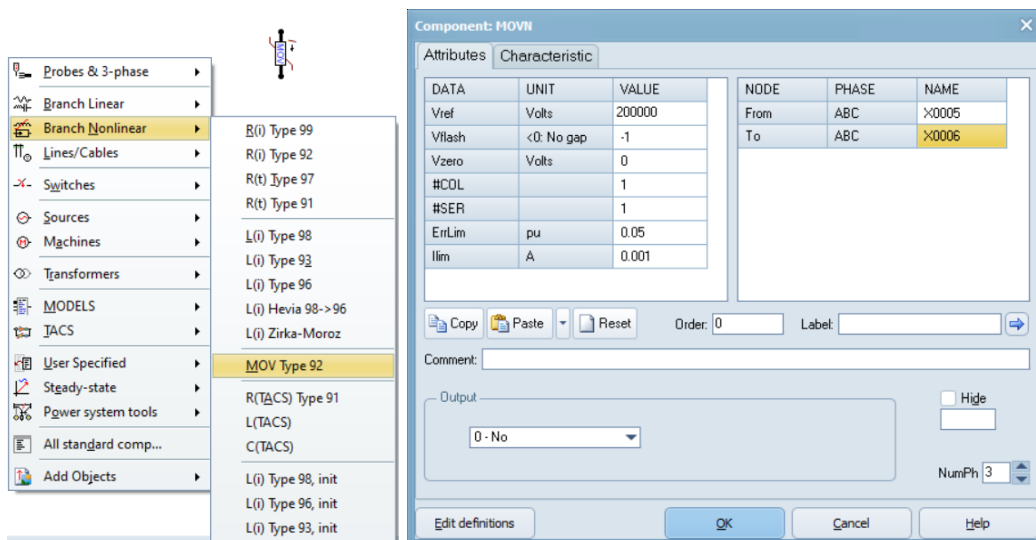 MOV
Probes & 3-phase
Branch Linear
Branch Nonlinear
Lines/Cables
Switches
Sources
Machines
Transformers
MODELS
TACS
User Specified
Steady-state
Power system tools
All standard comp...
Add Objects
R(i) Type 99
R(i) Type 92
R(t) Type 97
R(t) Type 91
L(i) Type 98
L(i) Type 93
L(i) Type 96
L(i) Hevia 98->96
L(i) Zirka-Moroz
MOV Type 92
R(TACS) Type 91
L(TACS)
C(TACS)
L(i) Type 98, init
L(i) Type 96, init
L(i) Type 93, init
Component: MOVN
Attributes Characteristic
DATA UNIT VALUE
Vref Volts 200000
Vflash <0: No gap -1
Vzero Volts 0
#COL 1
#SER 1
ErrLim pu 0.05
Ilim A 0.001
NODE PHASE NAME
From ABC X0005
To ABC X0006
Copy Paste Reset Order: 0 Label:
Comment:
Output
0 - No
Hide
NumPh 3
Edit definitions OK Cancel Help